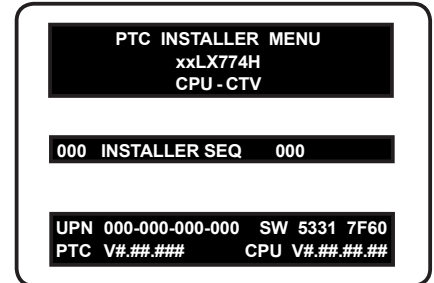 PTC INSTALLER MENU
xxLX774H
CPU - CTV
000 INSTALLER SEQ 000
UPN 000-000-000-000 SW 5331 7F60
PTC V#.##.### CPU V#.##.##.##